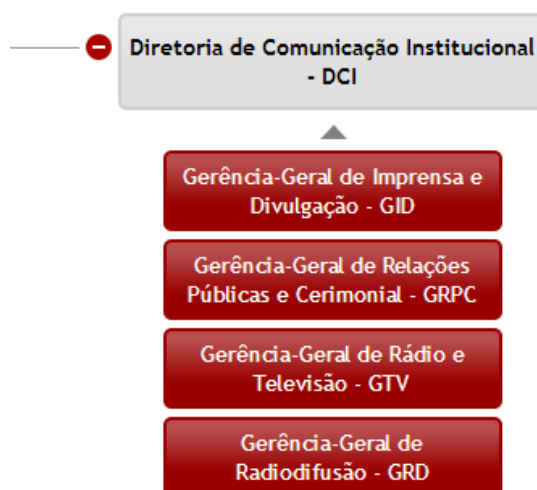 Diretoria de Comunicação Institucional
- DCI
Gerência-Geral de Imprensa e
Divulgação - GID
Gerência-Geral de Relações
Públicas e Cerimonial - GRPC
Gerência-Geral de Rádio e
Televisão - GTV
Gerência-Geral de
Radiodifusão - GRD